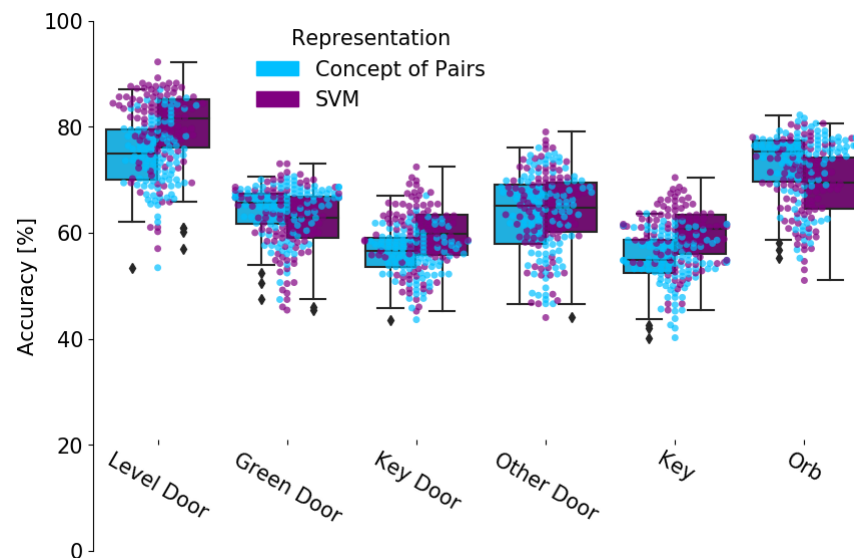 100
80
60
40
20
0
Accuracy [%]
Representation
Concept of Pairs
SVM
Level Door
Green Door
Key Door
Other Door
Key
Orb